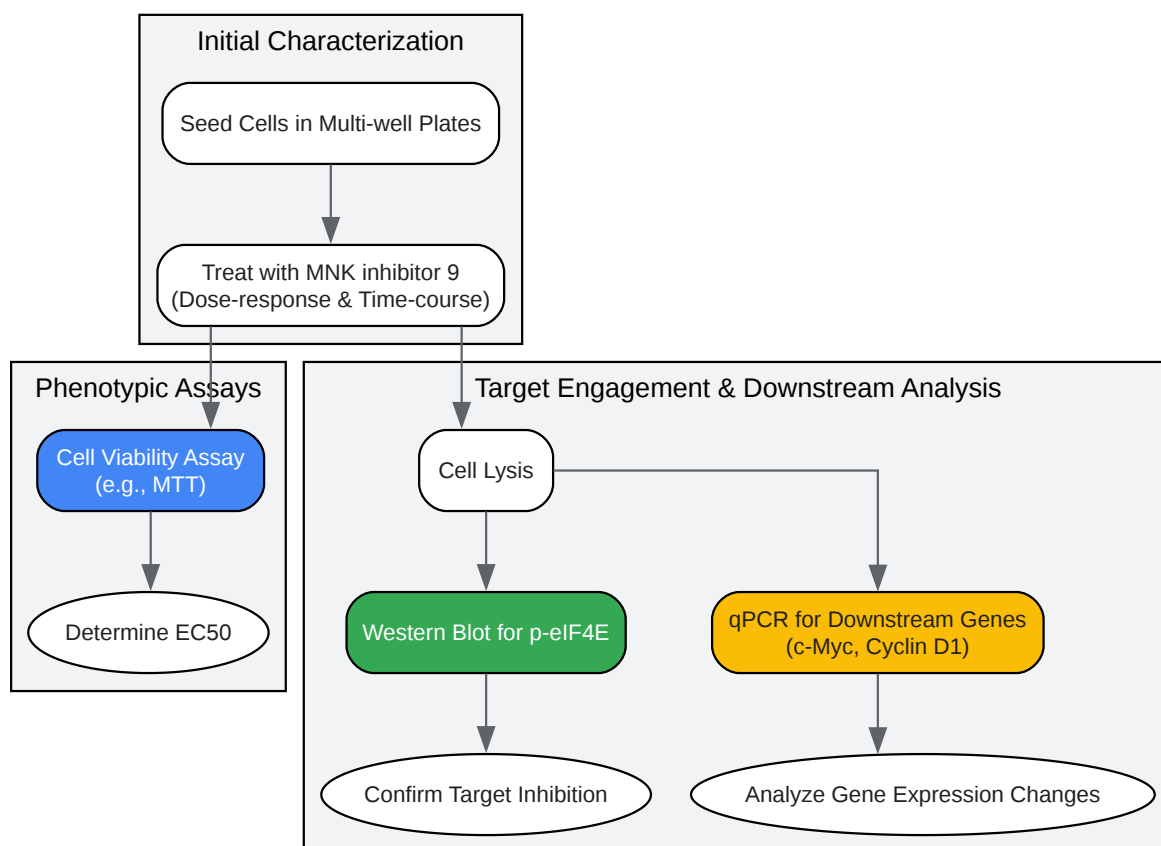 Initial Characterization
Seed Cells in Multi-well Plates
Treat with MNK inhibitor 9
(Dose-response & Time-course)
Phenotypic Assays
Target Engagement & Downstream Analysis
Cell Viability Assay
(e.g., MTT)
Cell Lysis
Determine EC50
Western Blot for p-eIF4E
qPCR for Downstream Genes
(c-Myc, Cyclin D1)
Confirm Target Inhibition
Analyze Gene Expression Changes